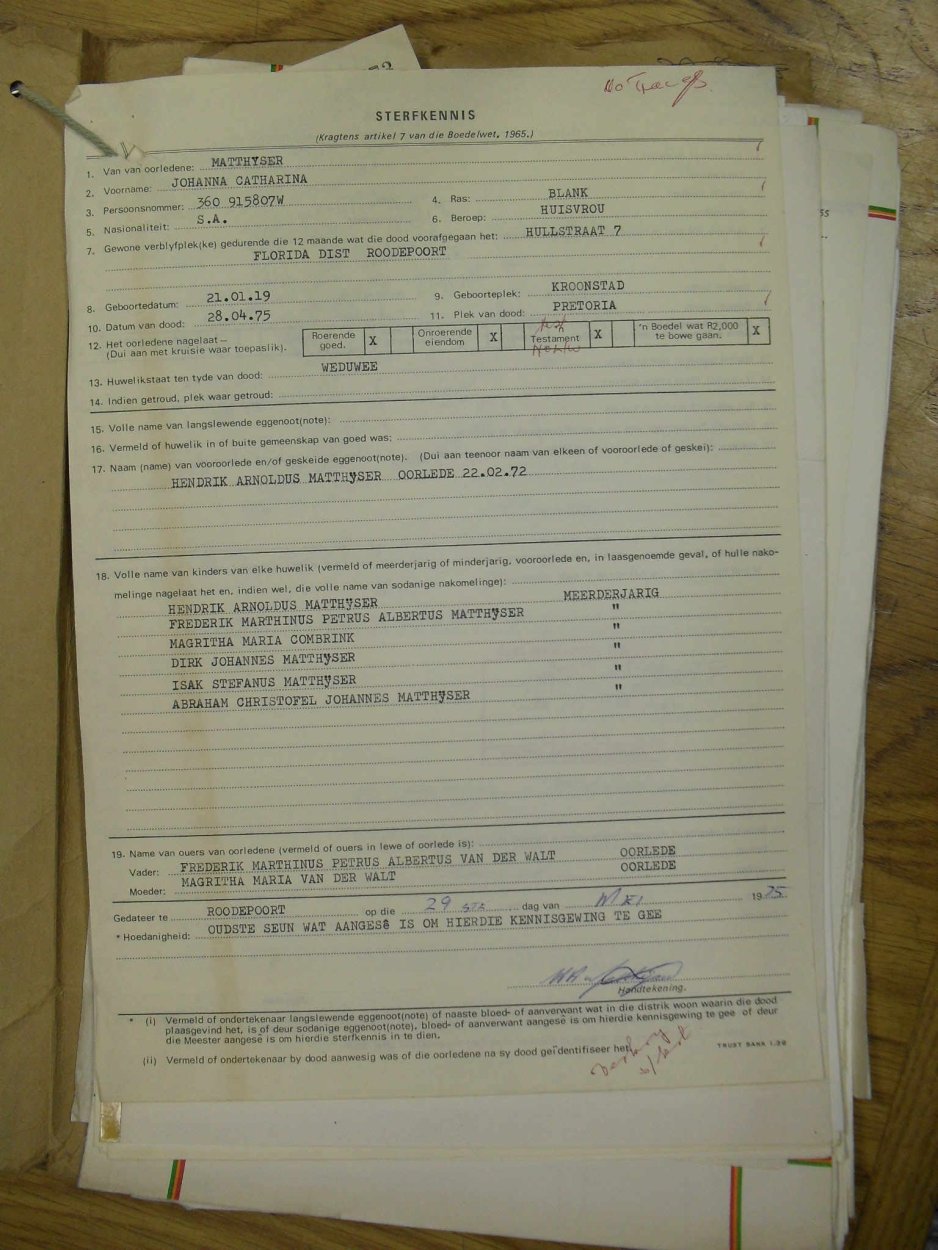 No Traces
STERFKENNIS
(Kragtens artikel 7 van die Boedelwet, 1965.)
1. Van van oorledene: MATTHYSER
2. Voorname: JOHANNA CATHARINA
3. Persoonsnommer: 360 915807W 4. Ras: BLANK
5. Nasionaliteit: S.A. 6. Beroep: HUISVROU
7. Gewone verblyfplek(ke) gedurende die 12 maande wat die dood voorafgegaan het: HULLSTRAAT 7
FLORIDA DIST ROODEPOORT
8. Geboortedatum: 21.01.19 9. Geboorteplek: KROONSTAD
10. Datum van dood: 28.04.75 11. Plek van dood: PRETORIA
12. Het oorledene nagelaat –
(Dui aan met kruisie waar toepaslik).
Roerende goed. X Onroerende eiendom X Testament X 'n Boedel wat R2,000 te bowe gaan. X
13. Huwelikstaat ten tyde van dood: WEDUWEE
14. Indien getroud, plek waar getroud:
15. Volle name van langslewende eggenoot(note):
16. Vermeld of huwelik in of buite gemeenskap van goed was:
17. Naam (name) van vooroorlede en/of geskeide eggenoot(note). (Dui aan teenoor naam van elkeen of vooroorlede of geskei):
HENDRIK ARNOLDUS MATTHYSER OORLEDE 22.02.72
18. Volle name van kinders van elke huwelik (vermeld of meerderjarig of minderjarig, vooroorlede en, in laasgenoemde geval, of hulle nako-
melinge nagelaat het en, indien wel, die volle name van sodanige nakomelinge):
HENDRIK ARNOLDUS MATTHYSER MEERDERJARIG
FREDERIK MARTHINUS PETRUS ALBERTUS MATTHYSER "
MAGRITHA MARIA COMBRINK "
DIRK JOHANNES MATTHYSER "
ISAK STEFANUS MATTHYSER "
ABRAHAM CHRISTOFEL JOHANNES MATTHYSER "
19. Name van ouers van oorledene (vermeld of ouers in lewe of oorlede is):
Vader: FREDERIK MARTHINUS PETRUS ALBERTUS VAN DER WALT OORLEDE
Moeder: MAGRITHA MARIA VAN DER WALT OORLEDE
Gedateer te ROODEPOORT op die 29 STE dag van MEI 1975
* Hoedanigheid: OUDSTE SEUN WAT AANGESê IS OM HIERDIE KENNISGEWING TE GEE
Handtekening.
* (i) Vermeld of ondertekenaar langslewende eggenoot(note) of naaste bloed- of aanverwant wat in die distrik woon waarin die dood
plaasgevind het, is of deur sodanige eggenoot(note), bloed- of aanverwant aangesê is om hierdie kennisgewing te gee of deur
die Meester aangesê is om hierdie sterfkennis in te dien.
(ii) Vermeld of ondertekenaar by dood aanwesig was of die oorledene na sy dood geïdentifiseer het.
TRUST BANK 1.38